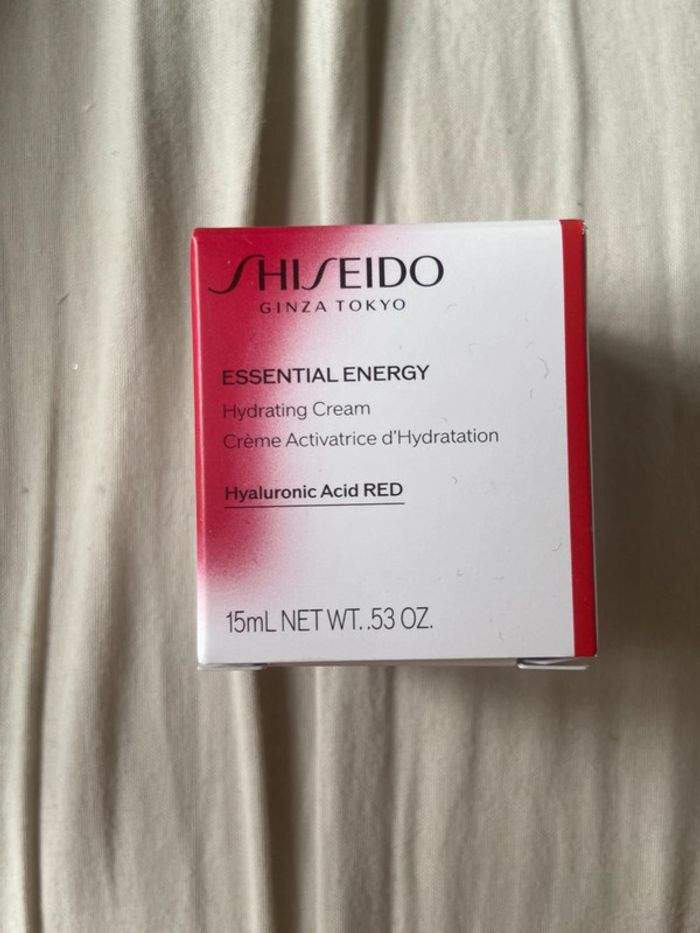 SHISEIDO
GINZA TOKYO
ESSENTIAL ENERGY
Hydrating Cream
Crème Activatrice d'Hydratation
Hyaluronic Acid RED
15mL NET WT. .53 OZ.